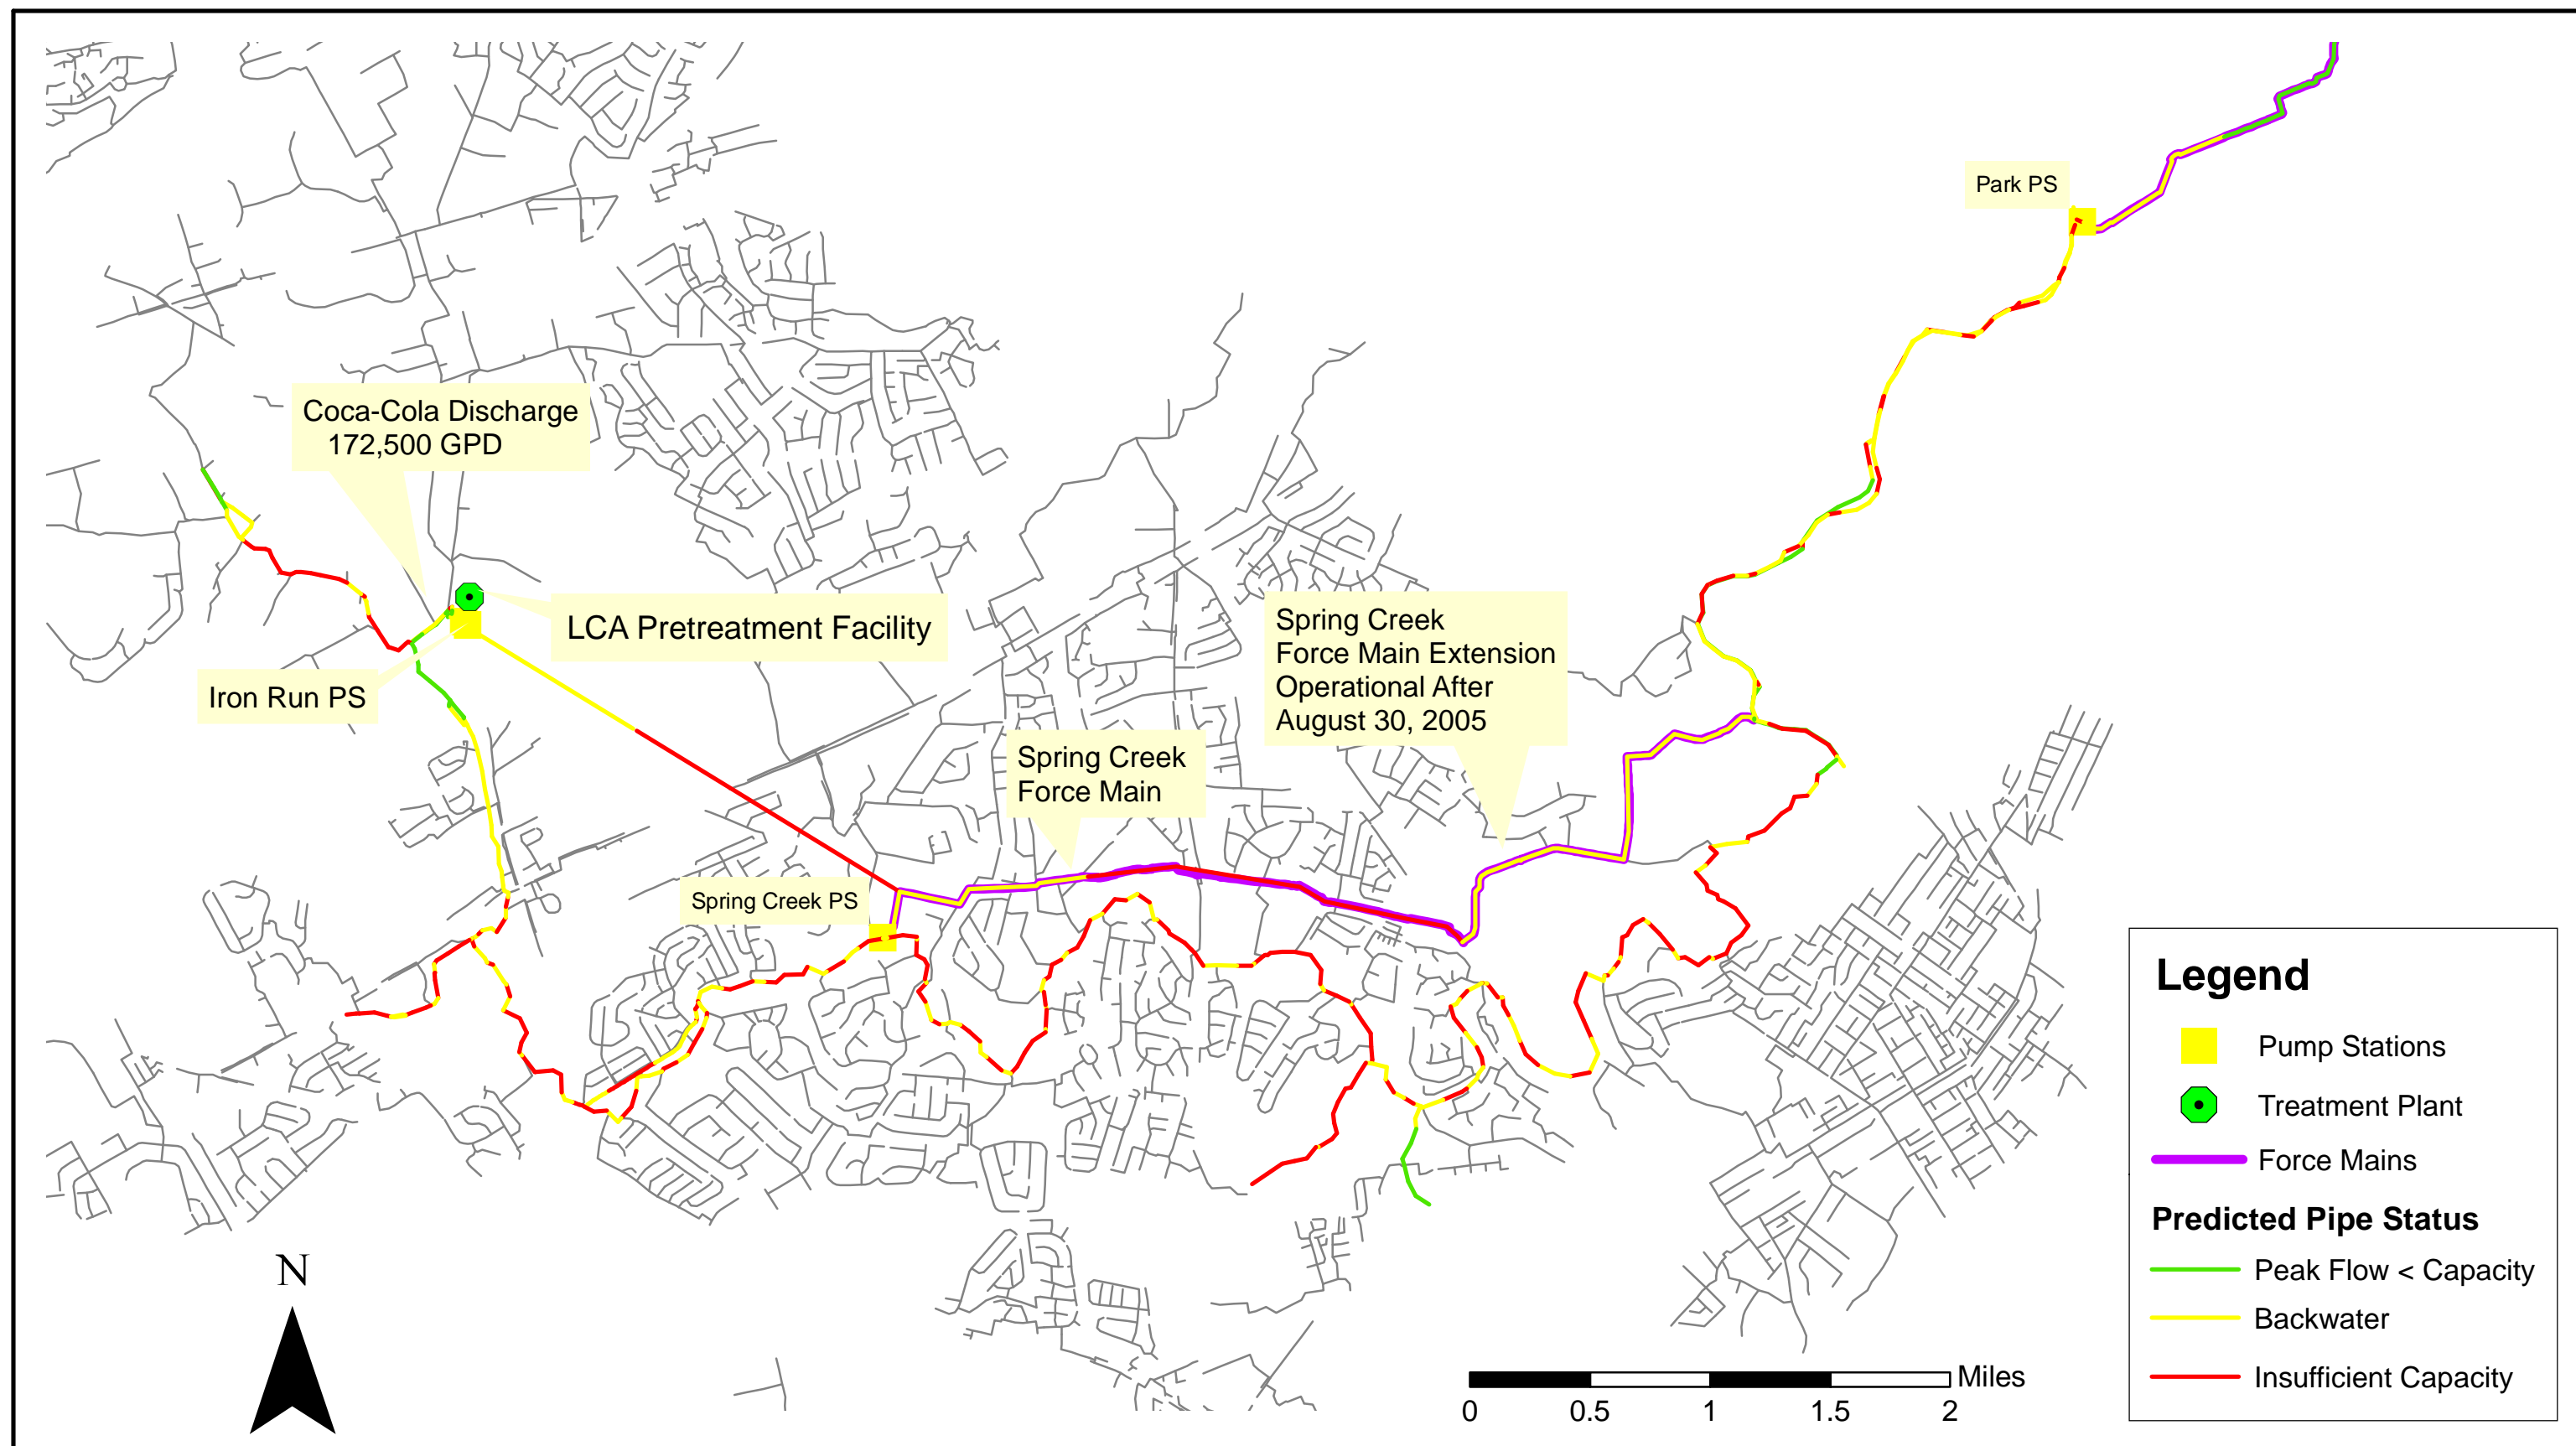 Park PS
Coca-Cola Discharge
172,500 GPD
LCA Pretreatment Facility
Iron Run PS
Spring Creek
Force Main Extension
Operational After
August 30, 2005
Spring Creek
Force Main
Spring Creek PS
N
Miles
0 0.5 1 1.5 2
Legend
Pump Stations
Treatment Plant
Force Mains
Predicted Pipe Status
Peak Flow < Capacity
Backwater
Insufficient Capacity